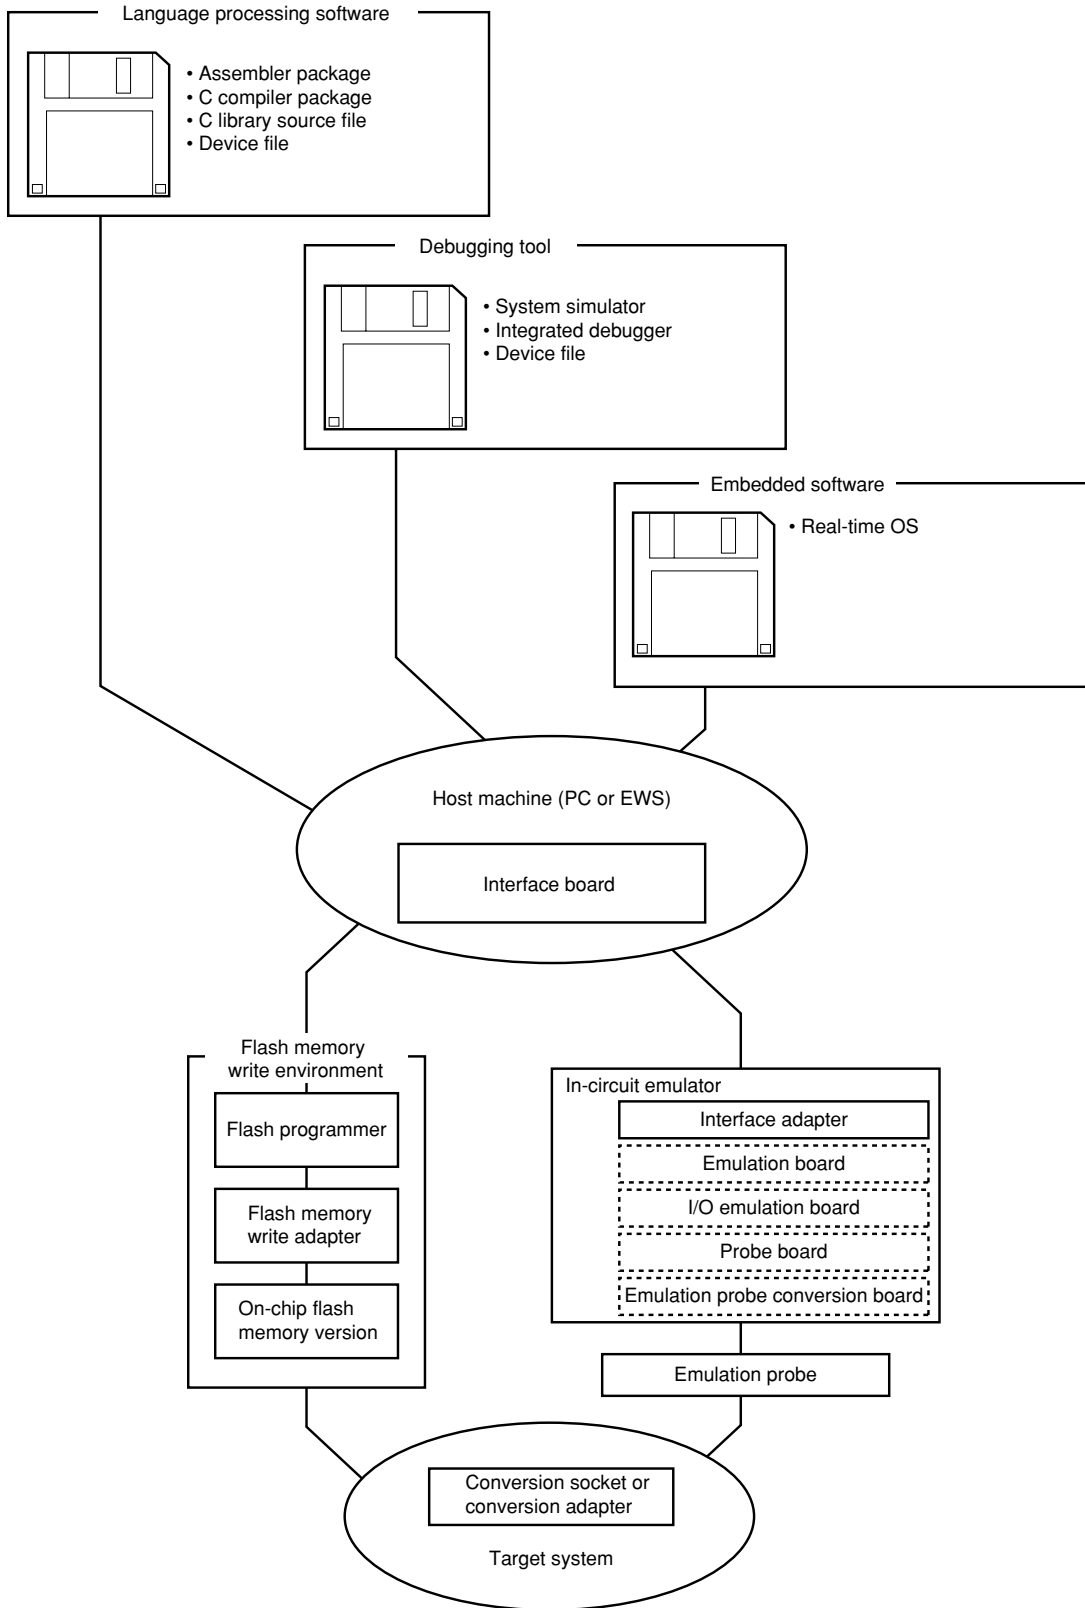 Language processing software
• Assembler package
• C compiler package
• C library source file
• Device file
Debugging tool
• System simulator
• Integrated debugger
• Device file
Embedded software
• Real-time OS
Host machine (PC or EWS)
Interface board
Flash memory
write environment
Flash programmer
Flash memory
write adapter
On-chip flash
memory version
In-circuit emulator
Interface adapter
Emulation board
I/O emulation board
Probe board
Emulation probe conversion board
Emulation probe
Conversion socket or
conversion adapter
Target system